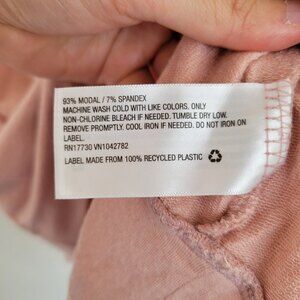 93% MODAL / 7% SPANDEX
MACHINE WASH COLD WITH LIKE COLORS. ONLY
NON-CHLORINE BLEACH IF NEEDED. TUMBLE DRY LOW.
REMOVE PROMPTLY. COOL IRON IF NEEDED. DO NOT IRON ON
LABEL.
RN17730 VN1042782
LABEL MADE FROM 100% RECYCLED PLASTIC